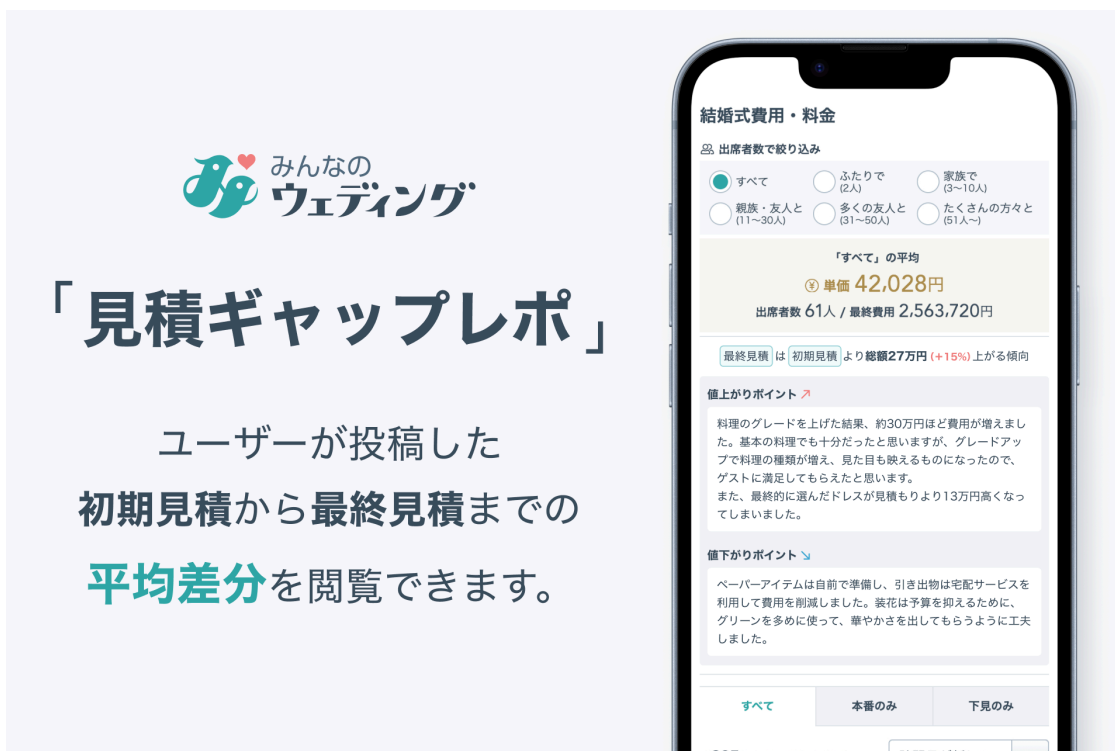 みんなの
ウェディング
「見積ギャップレポ」
ユーザーが投稿した
初期見積から最終見積までの
平均差分を閲覧できます。
結婚式費用・料金
出席者数で絞り込み
すべて
ふたりで
(2人)
家族で
(3〜10人)
親族・友人と
(11〜30人)
多くの友人と
(31〜50人)
たくさんの方々と
(51人〜)
「すべて」の平均
単価 42,028円
出席者数 61人 / 最終費用 2,563,720円
最終見積 は 初期見積 より総額27万円 (+15%) 上がる傾向
値上がりポイント
料理のグレードを上げた結果、約30万円ほど費用が増えまし
た。基本の料理でも十分だったと思いますが、グレードアッ
プで料理の種類が増え、見た目も映えるものになったので、
ゲストに満足してもらえたと思います。
また、最終的に選んだドレスが見積もりより13万円高くなっ
てしまいました。
値下がりポイント
ペーパーアイテムは自前で準備し、引き出物は宅配サービスを
利用して費用を削減しました。装花は予算を抑えるために、
グリーンを多めに使って、華やかさを出してもらうように工夫
しました。
すべて
本番のみ
下見のみ